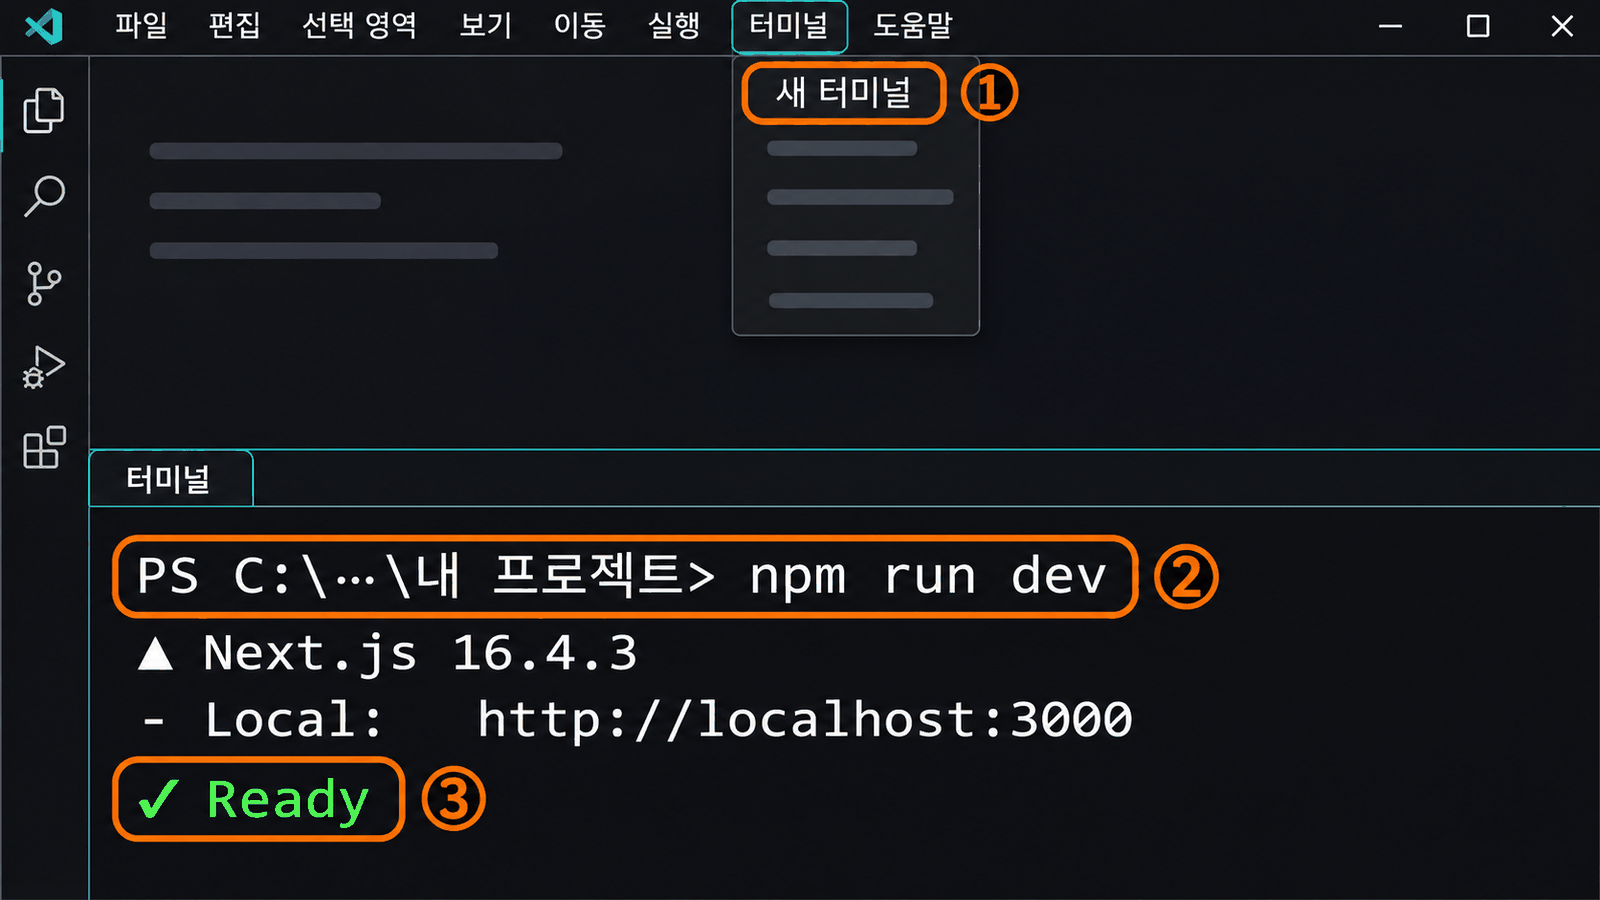 파일 편집 선택 영역 보기 이동 실행 터미널 도움말
새 터미널 ①
터미널
PS C:\···\내 프로젝트> npm run dev ②
▲ Next.js 16.4.3
- Local: http://localhost:3000
✓ Ready ③